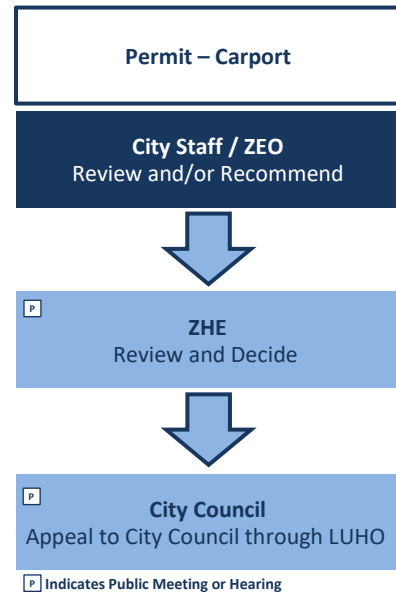 Permit – Carport
City Staff / ZEO
Review and/or Recommend
P
ZHE
Review and Decide
P
City Council
Appeal to City Council through LUHO
P Indicates Public Meeting or Hearing